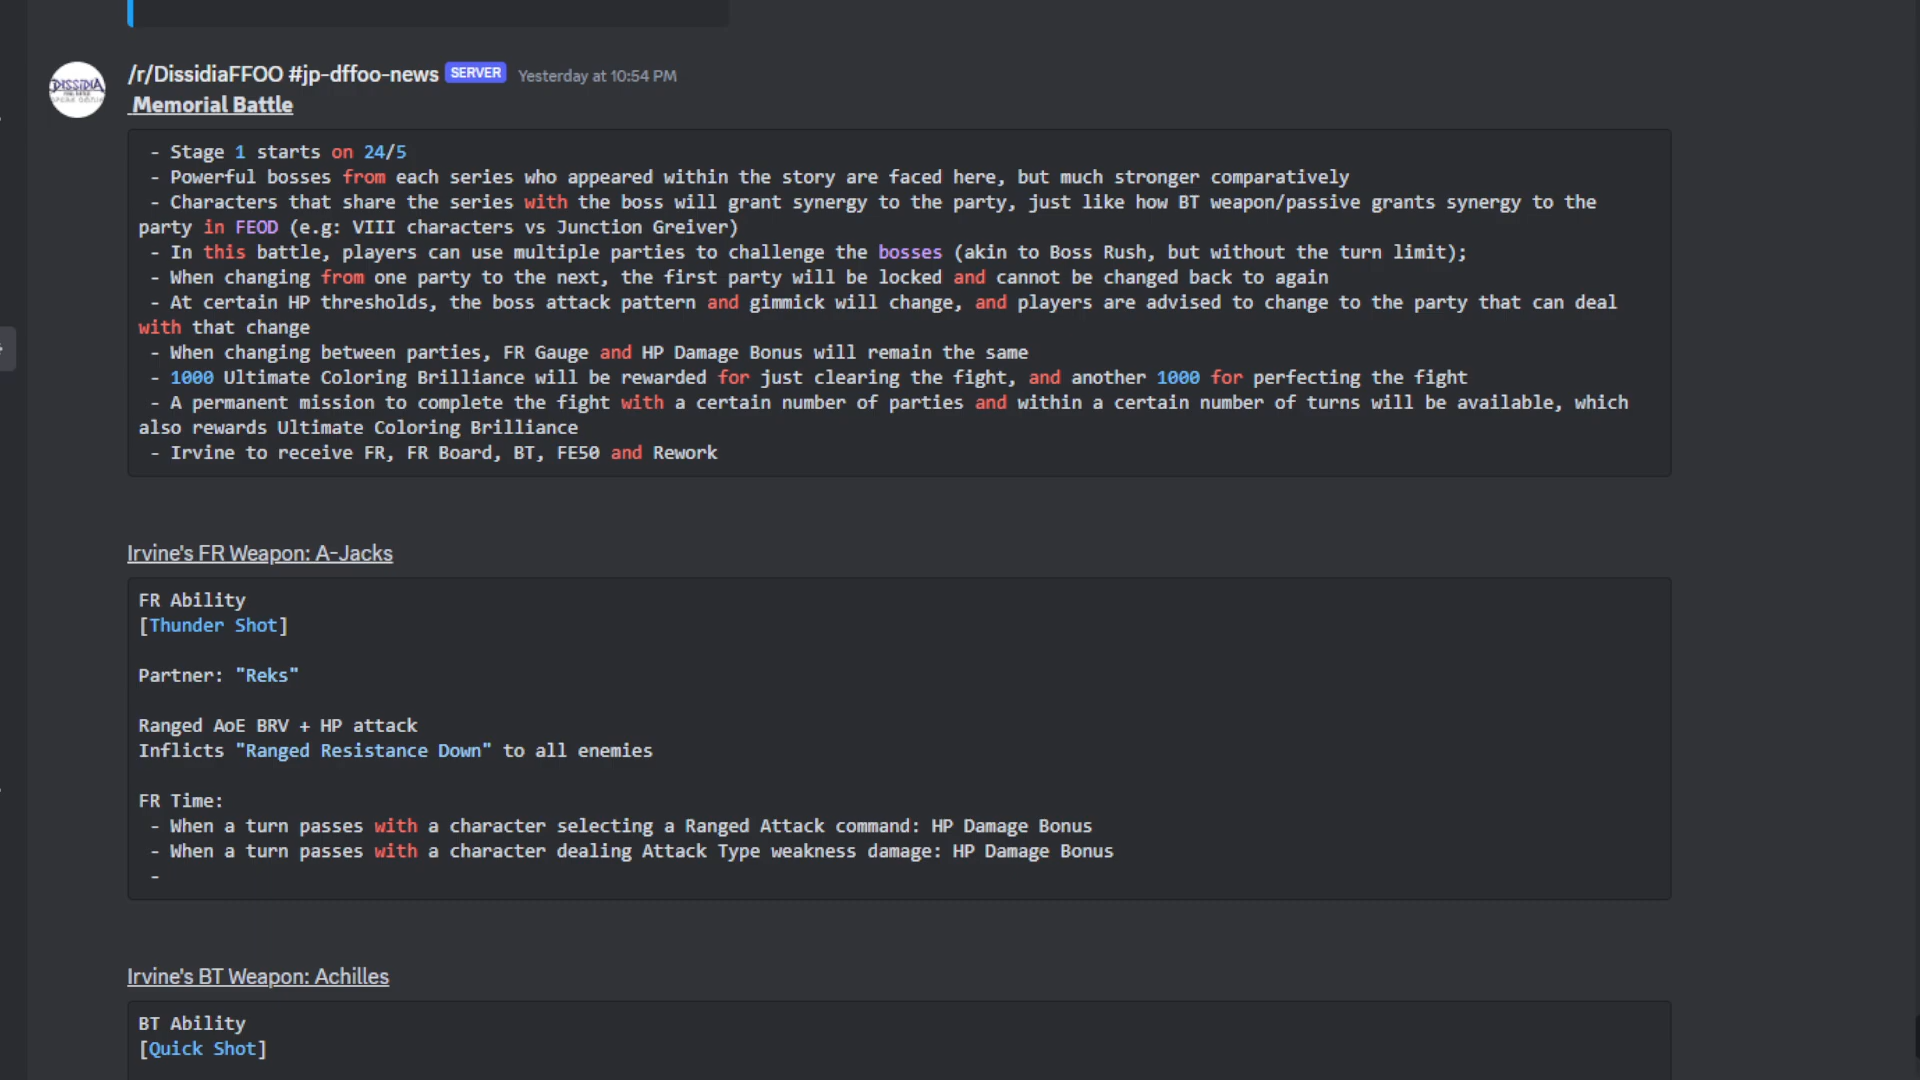 /r/DissidiaFFOO #jp-dffoo-news SERVER Yesterday at 10:54 PM
Memorial Battle
- Stage 1 starts on 24/5
- Powerful bosses from each series who appeared within the story are faced here, but much stronger comparatively
- Characters that share the series with the boss will grant synergy to the party, just like how BT weapon/passive grants synergy to the
party in FEOD (e.g: VIII characters vs Junction Greiver)
- In this battle, players can use multiple parties to challenge the bosses (akin to Boss Rush, but without the turn limit);
- When changing from one party to the next, the first party will be locked and cannot be changed back to again
- At certain HP thresholds, the boss attack pattern and gimmick will change, and players are advised to change to the party that can deal
with that change
- When changing between parties, FR Gauge and HP Damage Bonus will remain the same
- 1000 Ultimate Coloring Brilliance will be rewarded for just clearing the fight, and another 1000 for perfecting the fight
- A permanent mission to complete the fight with a certain number of parties and within a certain number of turns will be available, which
also rewards Ultimate Coloring Brilliance
- Irvine to receive FR, FR Board, BT, FE50 and Rework
Irvine's FR Weapon: A-Jacks
FR Ability
[Thunder Shot]
Partner: "Reks"
Ranged AoE BRV + HP attack
Inflicts "Ranged Resistance Down" to all enemies
FR Time:
- When a turn passes with a character selecting a Ranged Attack command: HP Damage Bonus
- When a turn passes with a character dealing Attack Type weakness damage: HP Damage Bonus
-
Irvine's BT Weapon: Achilles
BT Ability
[Quick Shot]